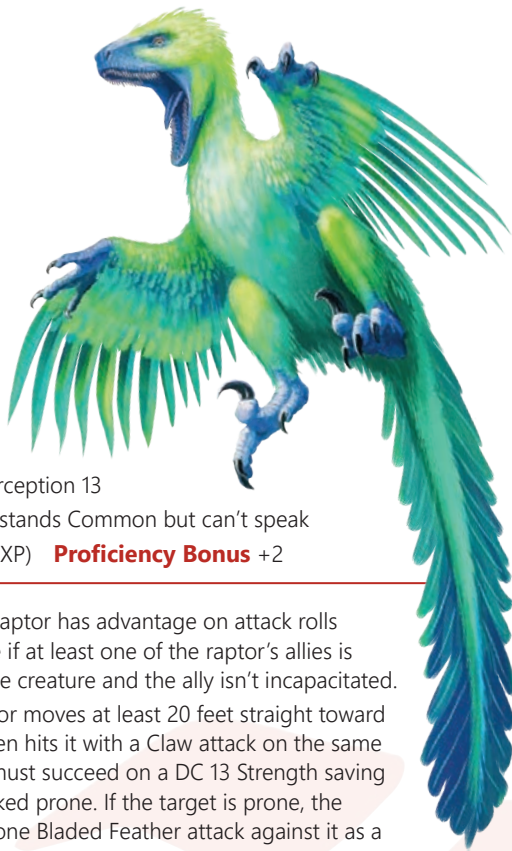 rception 13
stands Common but can't speak
XP) Proficiency Bonus +2
aptor has advantage on attack rolls
e if at least one of the raptor's allies is
e creature and the ally isn't incapacitated.
or moves at least 20 feet straight toward
en hits it with a Claw attack on the same
must succeed on a DC 13 Strength saving
ked prone. If the target is prone, the
one Bladed Feather attack against it as a